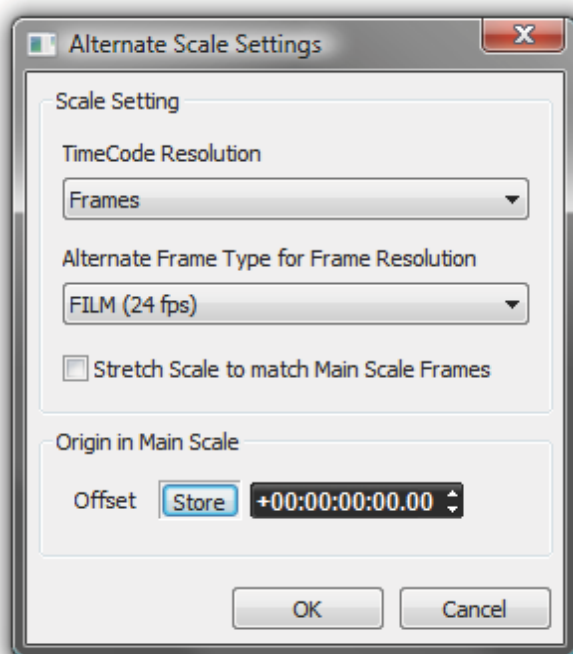 Alternate Scale Settings
Scale Setting
TimeCode Resolution
Frames
Alternate Frame Type for Frame Resolution
FILM (24 fps)
Stretch Scale to match Main Scale Frames
Origin in Main Scale
Offset Store +00:00:00:00.00
OK Cancel